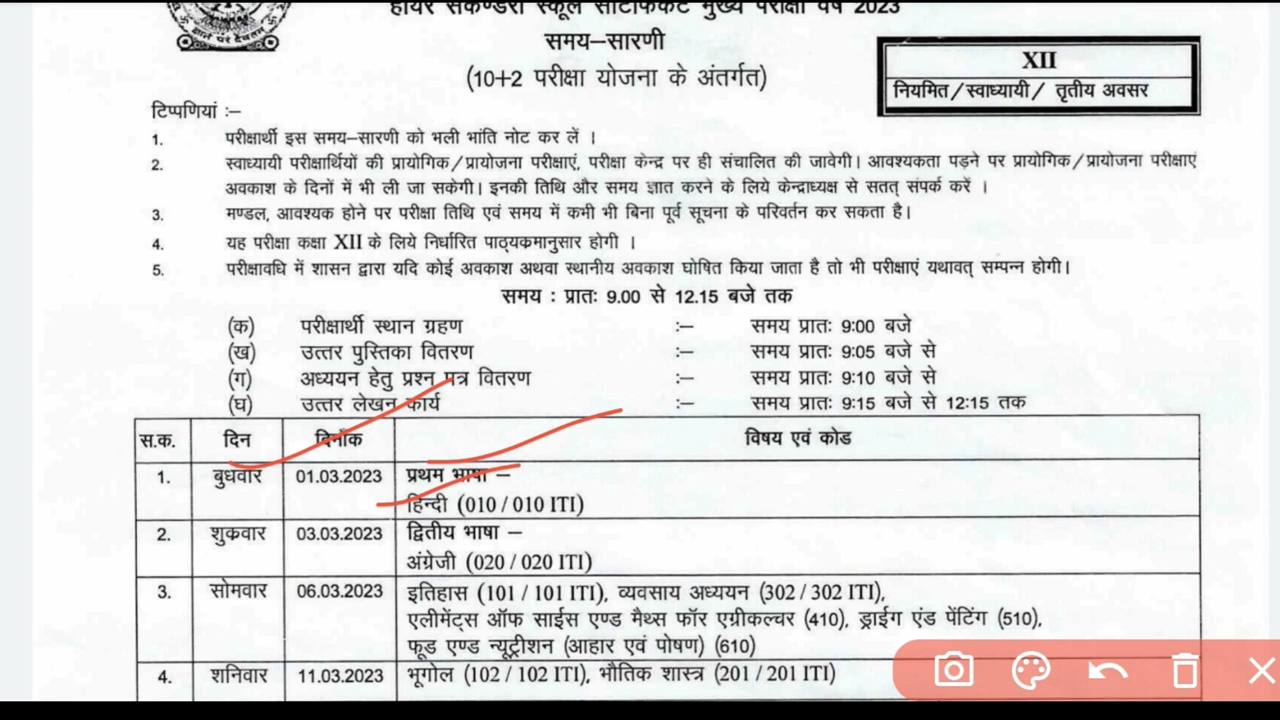 हायर सेकेण्डरी स्कूल सर्टिफिकेट मुख्य परीक्षा वर्ष 2023
समय–सारणी
(10+2 परीक्षा योजना के अंतर्गत)
XII
नियमित/स्वाध्यायी/ तृतीय अवसर
टिप्पणियां :–
1. परीक्षार्थी इस समय–सारणी को भली भांति नोट कर लें ।
2. स्वाध्यायी परीक्षार्थियों की प्रायोगिक/प्रायोजना परीक्षाएं, परीक्षा केन्द्र पर ही संचालित की जावेगी। आवश्यकता पड़ने पर प्रायोगिक/प्रायोजना परीक्षाएं
अवकाश के दिनों में भी ली जा सकेगी। इनकी तिथि और समय ज्ञात करने के लिये केन्द्राध्यक्ष से सतत् संपर्क करें ।
3. मण्डल, आवश्यक होने पर परीक्षा तिथि एवं समय में कभी भी बिना पूर्व सूचना के परिवर्तन कर सकता है।
4. यह परीक्षा कक्षा XII के लिये निर्धारित पाठ्यकमानुसार होगी ।
5. परीक्षावधि में शासन द्वारा यदि कोई अवकाश अथवा स्थानीय अवकाश घोषित किया जाता है तो भी परीक्षाएं यथावत् सम्पन्न होगी।
समय : प्रातः 9.00 से 12.15 बजे तक
(क) परीक्षार्थी स्थान ग्रहण :– समय प्रातः 9:00 बजे
(ख) उत्तर पुस्तिका वितरण :– समय प्रातः 9:05 बजे से
(ग) अध्ययन हेतु प्रश्न पत्र वितरण :– समय प्रातः 9:10 बजे से
(घ) उत्तर लेखन कार्य :– समय प्रातः 9:15 बजे से 12:15 तक
स.क. दिन दिनॉंक विषय एवं कोड
1. बुधवार 01.03.2023 प्रथम भाषा –
हिन्दी (010 / 010 ITI)
2. शुकवार 03.03.2023 द्वितीय भाषा –
अंग्रेजी (020 / 020 ITI)
3. सोमवार 06.03.2023 इतिहास (101 / 101 ITI), व्यवसाय अध्ययन (302 / 302 ITI),
एलीमेंट्स ऑफ साईस एण्ड मैथ्स फॉर एग्रीकल्चर (410), ड्राईग एंड पेंटिंग (510),
फूड एण्ड न्यूट्रीशन (आहार एवं पोषण) (610)
4. शनिवार 11.03.2023 भूगोल (102 / 102 ITI), भौतिक शास्त्र (201 / 201 ITI)